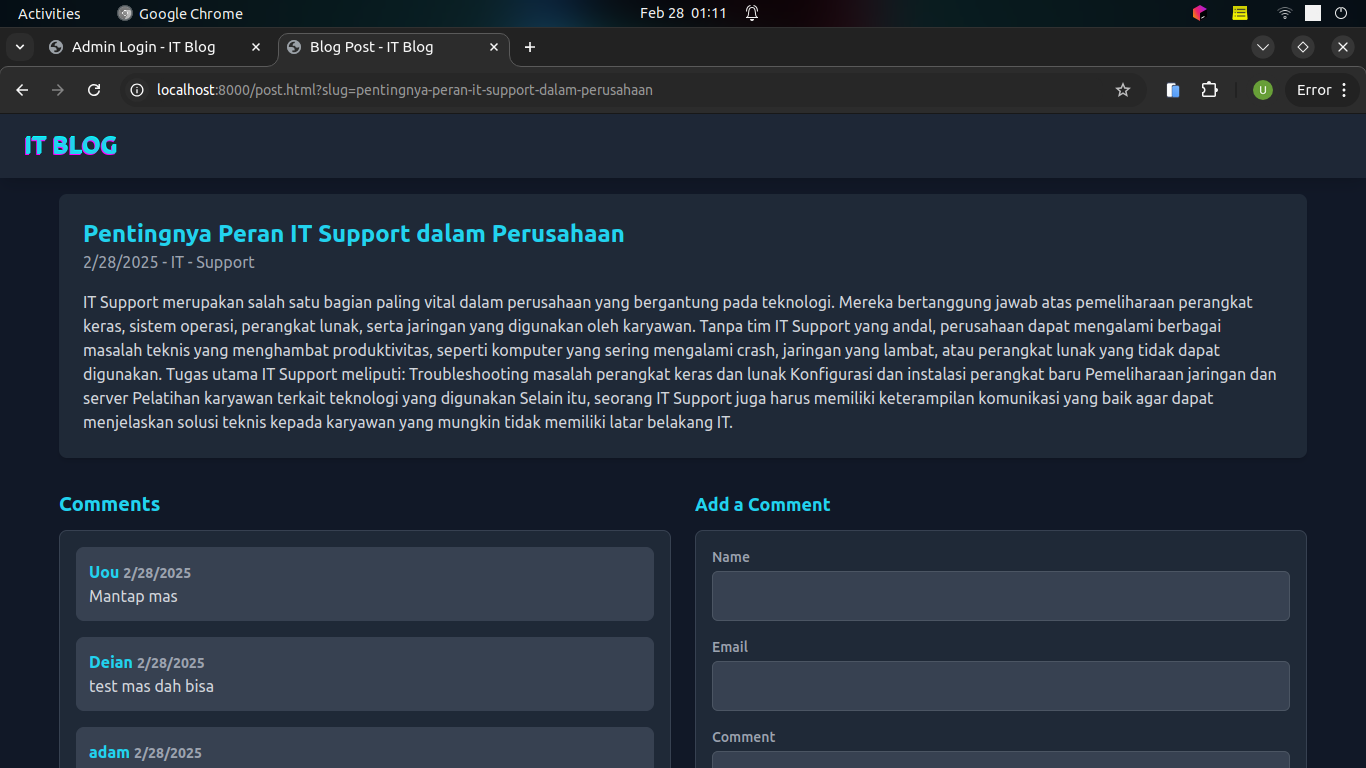 Activities
Google Chrome
Feb 28 01:11
Admin Login - IT Blog
Blog Post - IT Blog
localhost:8000/post.html?slug=pentingnya-peran-it-support-dalam-perusahaan
U
Error
IT BLOG
Pentingnya Peran IT Support dalam Perusahaan
2/28/2025 - IT - Support
IT Support merupakan salah satu bagian paling vital dalam perusahaan yang bergantung pada teknologi. Mereka bertanggung jawab atas pemeliharaan perangkat
keras, sistem operasi, perangkat lunak, serta jaringan yang digunakan oleh karyawan. Tanpa tim IT Support yang andal, perusahaan dapat mengalami berbagai
masalah teknis yang menghambat produktivitas, seperti komputer yang sering mengalami crash, jaringan yang lambat, atau perangkat lunak yang tidak dapat
digunakan. Tugas utama IT Support meliputi: Troubleshooting masalah perangkat keras dan lunak Konfigurasi dan instalasi perangkat baru Pemeliharaan jaringan dan
server Pelatihan karyawan terkait teknologi yang digunakan Selain itu, seorang IT Support juga harus memiliki keterampilan komunikasi yang baik agar dapat
menjelaskan solusi teknis kepada karyawan yang mungkin tidak memiliki latar belakang IT.
Comments
Uou 2/28/2025
Mantap mas
Deian 2/28/2025
test mas dah bisa
adam 2/28/2025
Add a Comment
Name
Email
Comment